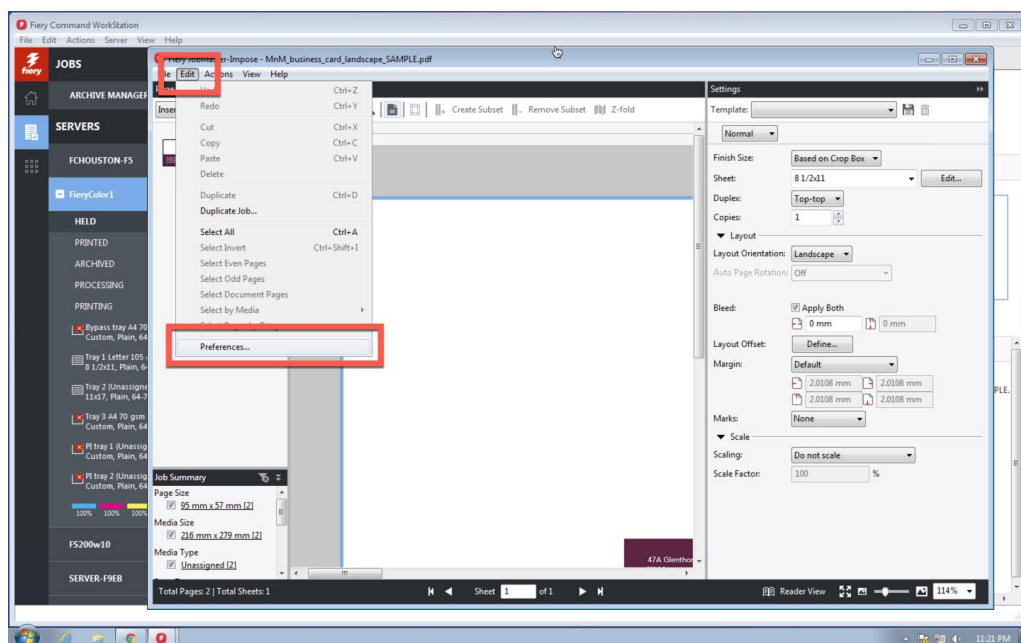 Fiery Command WorkStation
File Edit Actions Server View Help
fiery
JOBS
ARCHIVE MANAGER
SERVERS
FCHOUSTON-F5
FieryColor1
HELD
PRINTED
ARCHIVED
PROCESSING
PRINTING
Bypass tray A4 70
Custom, Plain, 64
Tray 1 Letter 105
8 1/2x11, Plain, 6
Tray 2 (Unassigne
11x17, Plain, 64-7
Tray 3 A4 70 gsm
Custom, Plain, 64
PI tray 1 (Unassig
Custom, Plain, 64
PI tray 2 (Unassig
Custom, Plain, 64
100% 100% 100%
FS200w10
SERVER-F9EB
Fiery JobMaster-Impose - MnM_business_card_landscape_SAMPLE.pdf
Edit Actions View Help
Create Subset Remove Subset Z-fold
Ctrl+Z
Redo Ctrl+Y
Cut Ctrl+X
Copy Ctrl+C
Paste Ctrl+V
Delete
Duplicate Ctrl+D
Duplicate Job...
Select All Ctrl+A
Select Invert Ctrl+Shift+I
Select Even Pages
Select Odd Pages
Select Document Pages
Select by Media
Preferences...
Job Summary
Page Size
95 mm x 57 mm [2]
Media Size
216 mm x 279 mm [2]
Media Type
Unassigned [2]
47A Glenthor
Total Pages: 2 | Total Sheets: 1
Sheet 1 of 1
Reader View 114%
Settings
Template:
Normal
Finish Size: Based on Crop Box
Sheet: 8 1/2x11 Edit...
Duplex: Top-top
Copies: 1
Layout
Layout Orientation: Landscape
Auto Page Rotation: Off
Bleed: Apply Both
0 mm 0 mm
Layout Offset: Define...
Margin: Default
2.0108 mm 2.0108 mm
2.0108 mm 2.0108 mm
Marks: None
Scale
Scaling: Do not scale
Scale Factor: 100 %
PLE.
11:21 PM